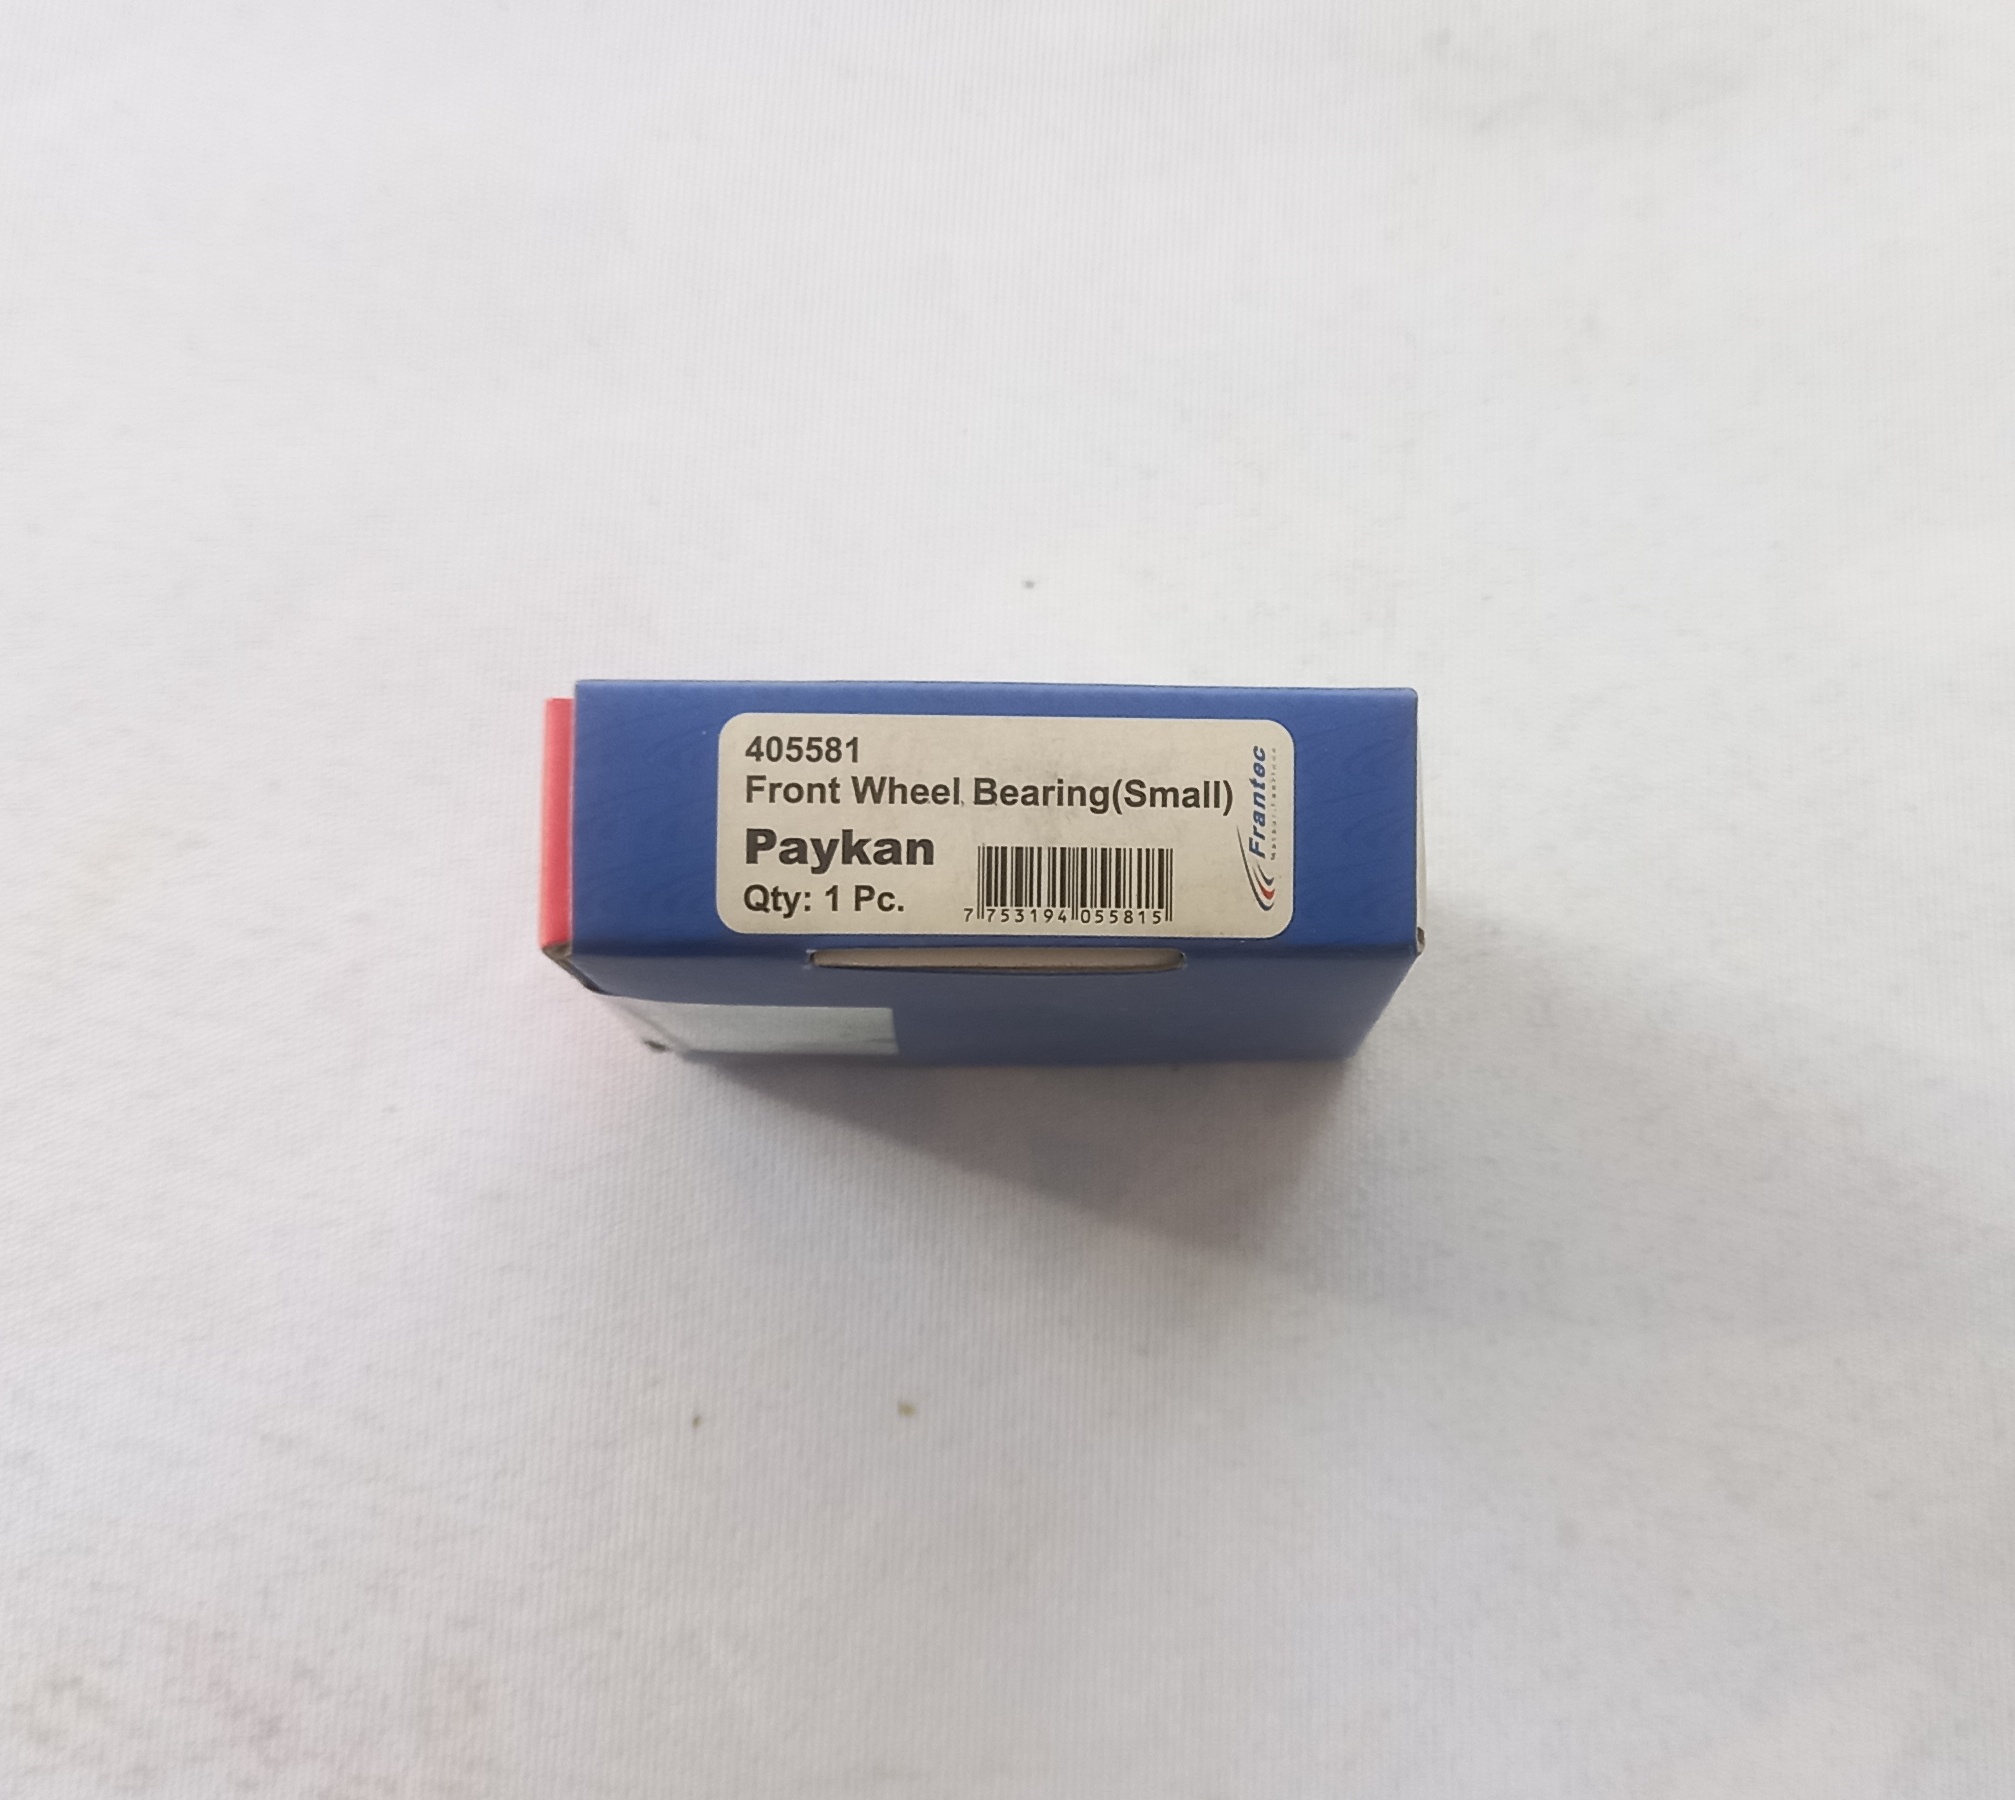 405581
Front Wheel Bearing(Small)
Paykan
Qty: 1 Pc.
7 753194 055815
Frantec